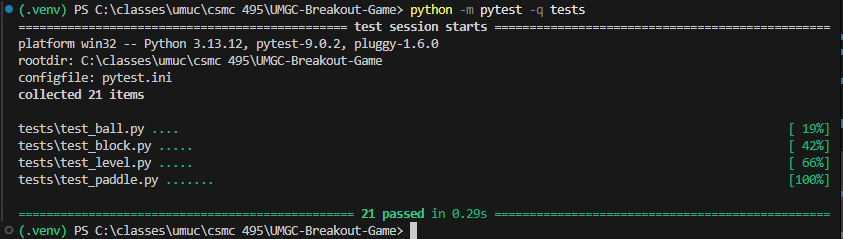 (.venv) PS C:\classes\umuc\csmc 495\UMGC-Breakout-Game> python -m pytest -q tests
================================================ test session starts =================================================
platform win32 -- Python 3.13.12, pytest-9.0.2, pluggy-1.6.0
rootdir: C:\classes\umuc\csmc 495\UMGC-Breakout-Game
configfile: pytest.ini
collected 21 items

tests\test_ball.py .... [ 19%]
tests\test_block.py ..... [ 42%]
tests\test_level.py ..... [ 66%]
tests\test_paddle.py ....... [100%]

================================================ 21 passed in 0.29s =================================================
(.venv) PS C:\classes\umuc\csmc 495\UMGC-Breakout-Game>